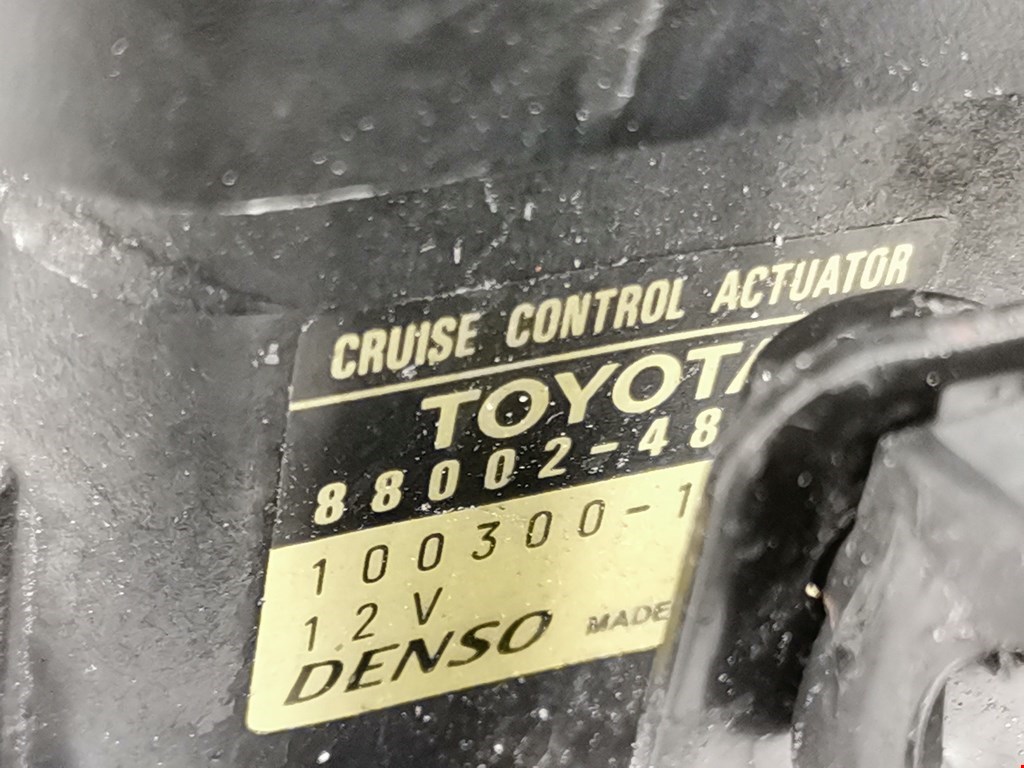 CRUISE CONTROL ACTUATOR
TOYOTA
88002-48
100300-1
12V
DENSO MADE